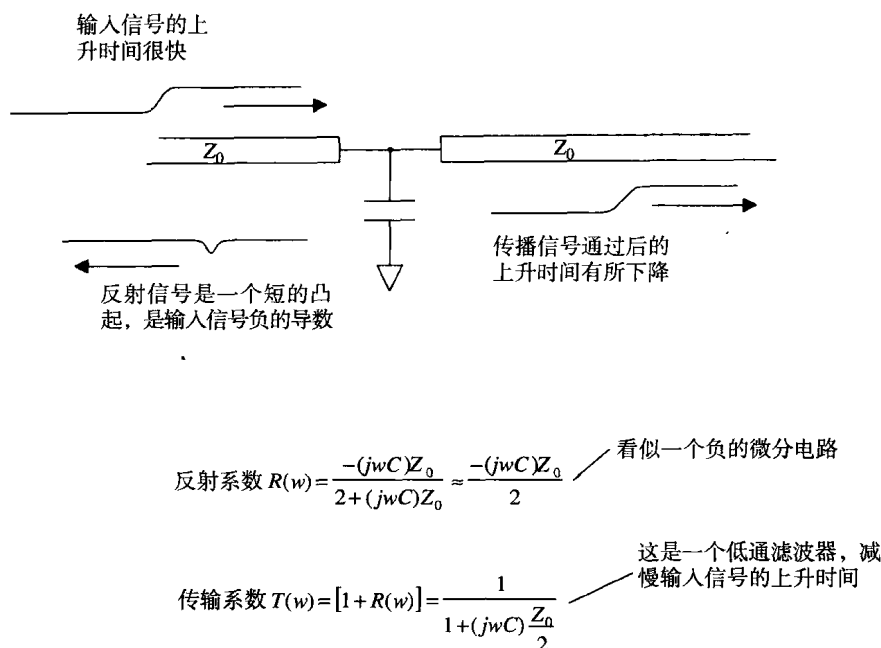 输入信号的上
升时间很快
Z₀
Z₀
传播信号通过后的
上升时间有所下降
反射信号是一个短的凸
起，是输入信号负的导数
反射系数 R(w)=\frac{-(jwC)Z₀}{2+(jwC)Z₀}≈\frac{-(jwC)Z₀}{2}
看似一个负的微分电路
传输系数 T(w)=[1+R(w)]=\frac{1}{1+(jwC)\frac{Z₀}{2}}
这是一个低通滤波器，减
慢输入信号的上升时间